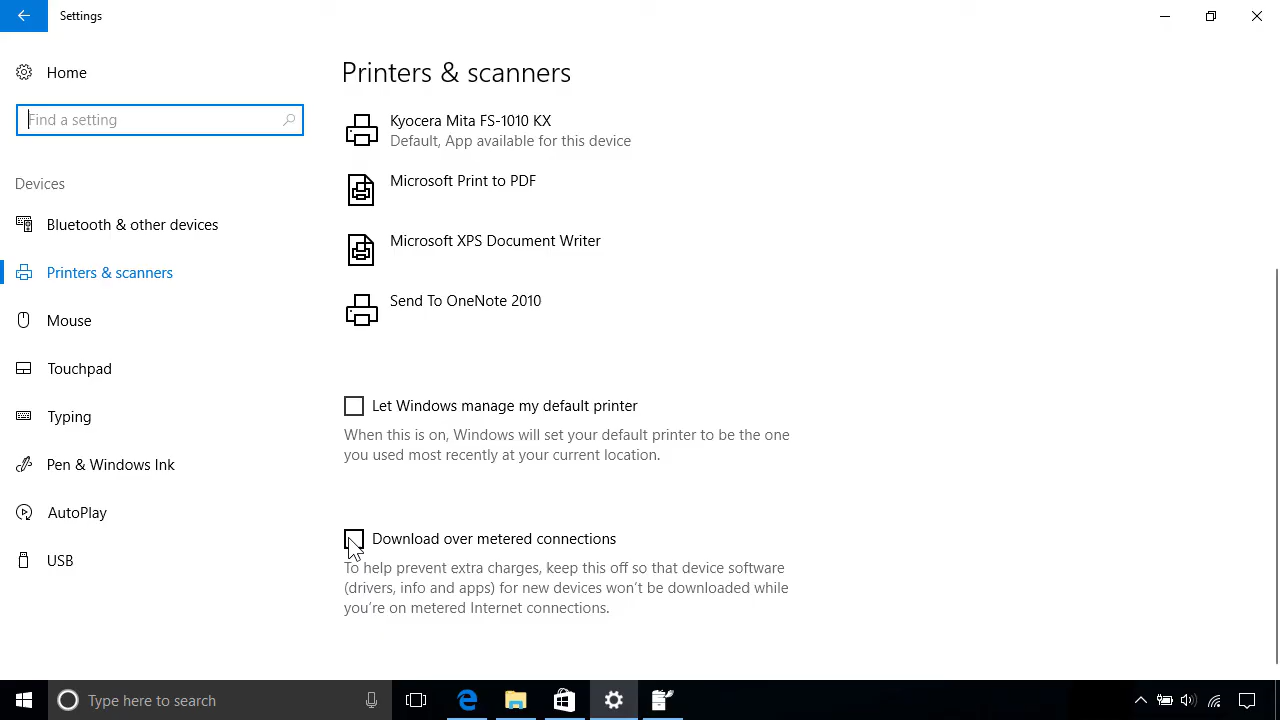 Settings
Home
Find a setting
Devices
Bluetooth & other devices
Printers & scanners
Mouse
Touchpad
Typing
Pen & Windows Ink
AutoPlay
USB
Printers & scanners
Kyocera Mita FS-1010 KX
Default, App available for this device
Microsoft Print to PDF
Microsoft XPS Document Writer
Send To OneNote 2010
Let Windows manage my default printer
When this is on, Windows will set your default printer to be the one
you used most recently at your current location.
Download over metered connections
To help prevent extra charges, keep this off so that device software
(drivers, info and apps) for new devices won’t be downloaded while
you’re on metered Internet connections.
Type here to search